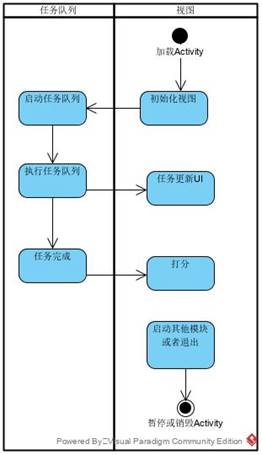 任务队列
视图
加载Activity
启动任务队列
初始化视图
执行任务队列
任务更新UI
任务完成
打分
启动其他模块
或者退出
暂停或销毁Activity
Powered By Visual Paradigm Community Edition